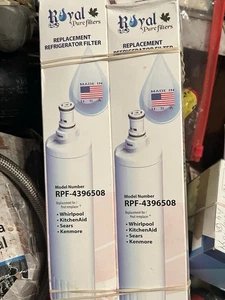 Royal
Pure Filters
REPLACEMENT
REFRIGERATOR FILTER
MADE IN
Model Number
RPF-4396508
• Whirlpool
• KitchenAid
• Sears
• Kenmore
Royal
Pure Filters
REPLACEMENT
REFRIGERATOR FILTER
MADE IN
Model Number
RPF-4396508
• Whirlpool
• KitchenAid
• Sears
• Kenmore